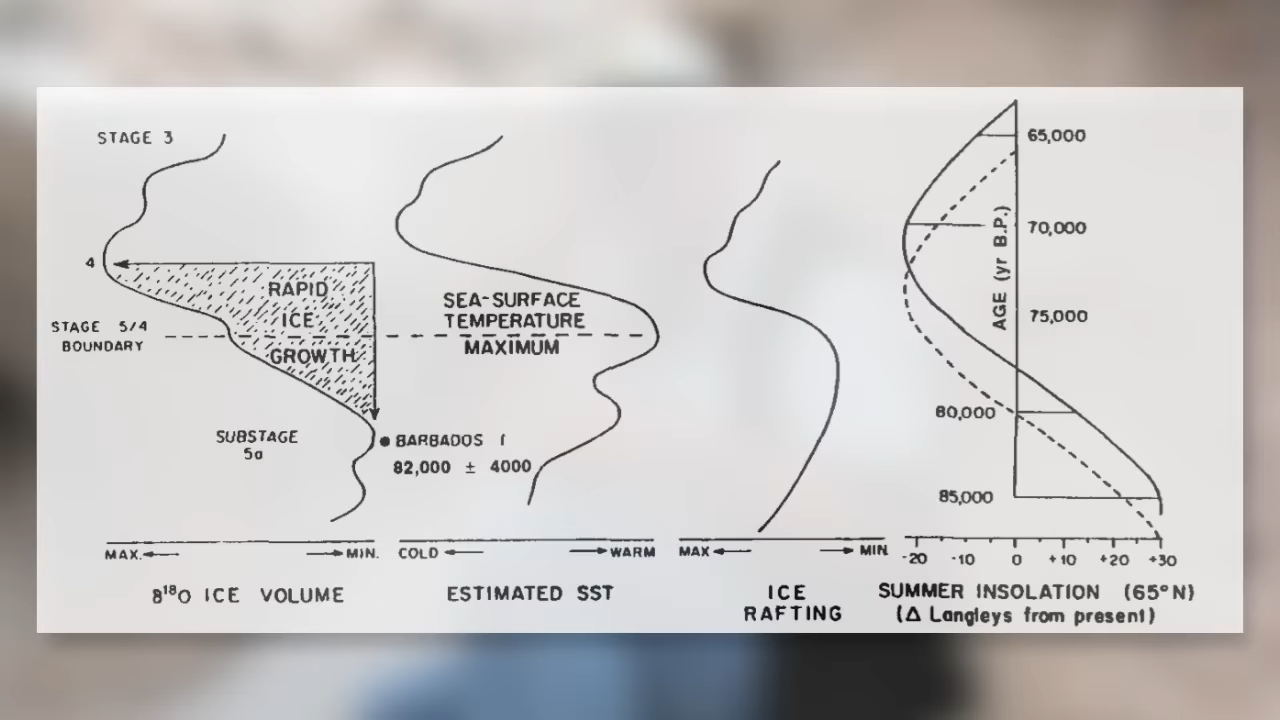 STAGE 3
4
STAGE 5/4
BOUNDARY
RAPID
ICE
GROWTH
SUBSTAGE
5a
BARBADOS I
82,000 ± 4000
MAX.
MIN.
δ¹⁸O ICE VOLUME
SEA-SURFACE
TEMPERATURE
MAXIMUM
COLD
WARM
ESTIMATED SST
MAX
MIN.
ICE
RAFTING
65,000
70,000
75,000
80,000
85,000
AGE (yr B.P.)
-20 -10 0 +10 +20 +30
SUMMER INSOLATION (65°N)
(Δ Langleys from present)